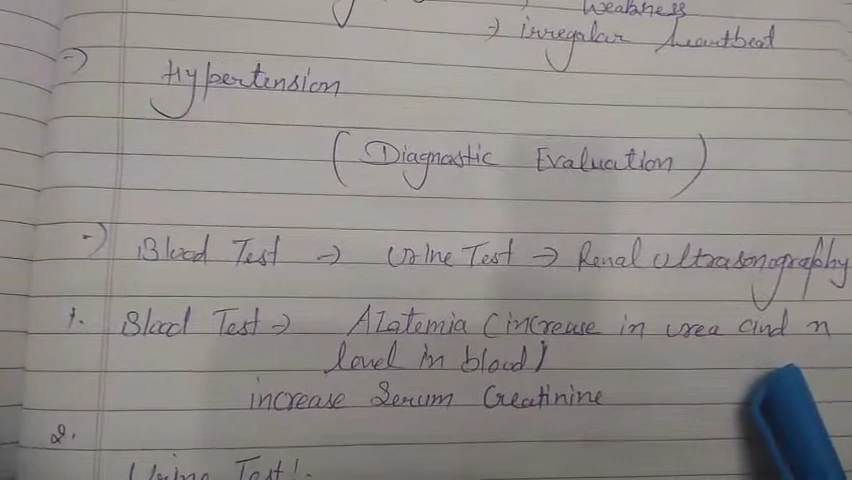 weakness
→ irregular heartbeat
→ Hypertension
(Diagnostic Evaluation)
→ Blood Test → Urine Test → Renal ultrasonography
1. Blood Test → Azatemia (increase in urea and n
level in blood)
increase Serum Creatinine
2.
Urine Test:-